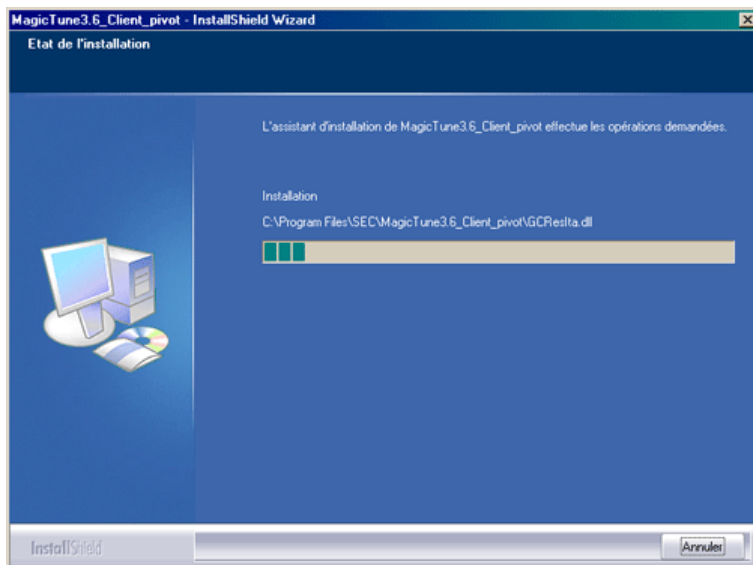 MagicTune3.6_Client_pivot - InstallShield Wizard
Etat de l'installation
L'assistant d'installation de MagicTune3.6_Client_pivot effectue les opérations demandées.
Installation
C:\Program Files\SEC\MagicTune3.6_Client_pivot\GCResIta.dll
InstallShield
Annuler